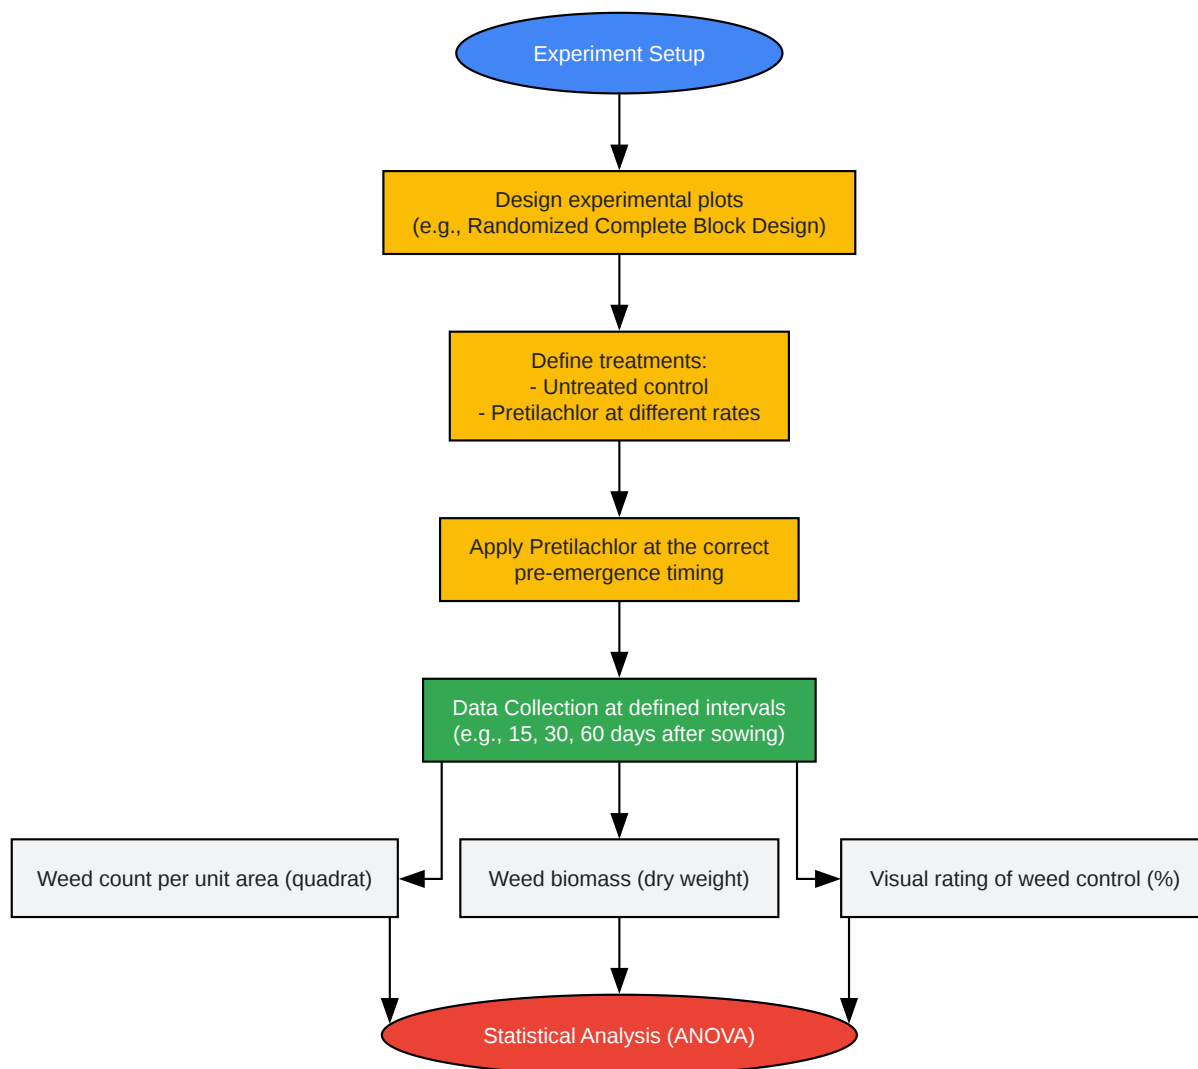 Experiment Setup
Design experimental plots
(e.g., Randomized Complete Block Design)
Define treatments:
- Untreated control
- Pretilachlor at different rates
Apply Pretilachlor at the correct
pre-emergence timing
Data Collection at defined intervals
(e.g., 15, 30, 60 days after sowing)
Weed count per unit area (quadrat)
Weed biomass (dry weight)
Visual rating of weed control (%)
Statistical Analysis (ANOVA)